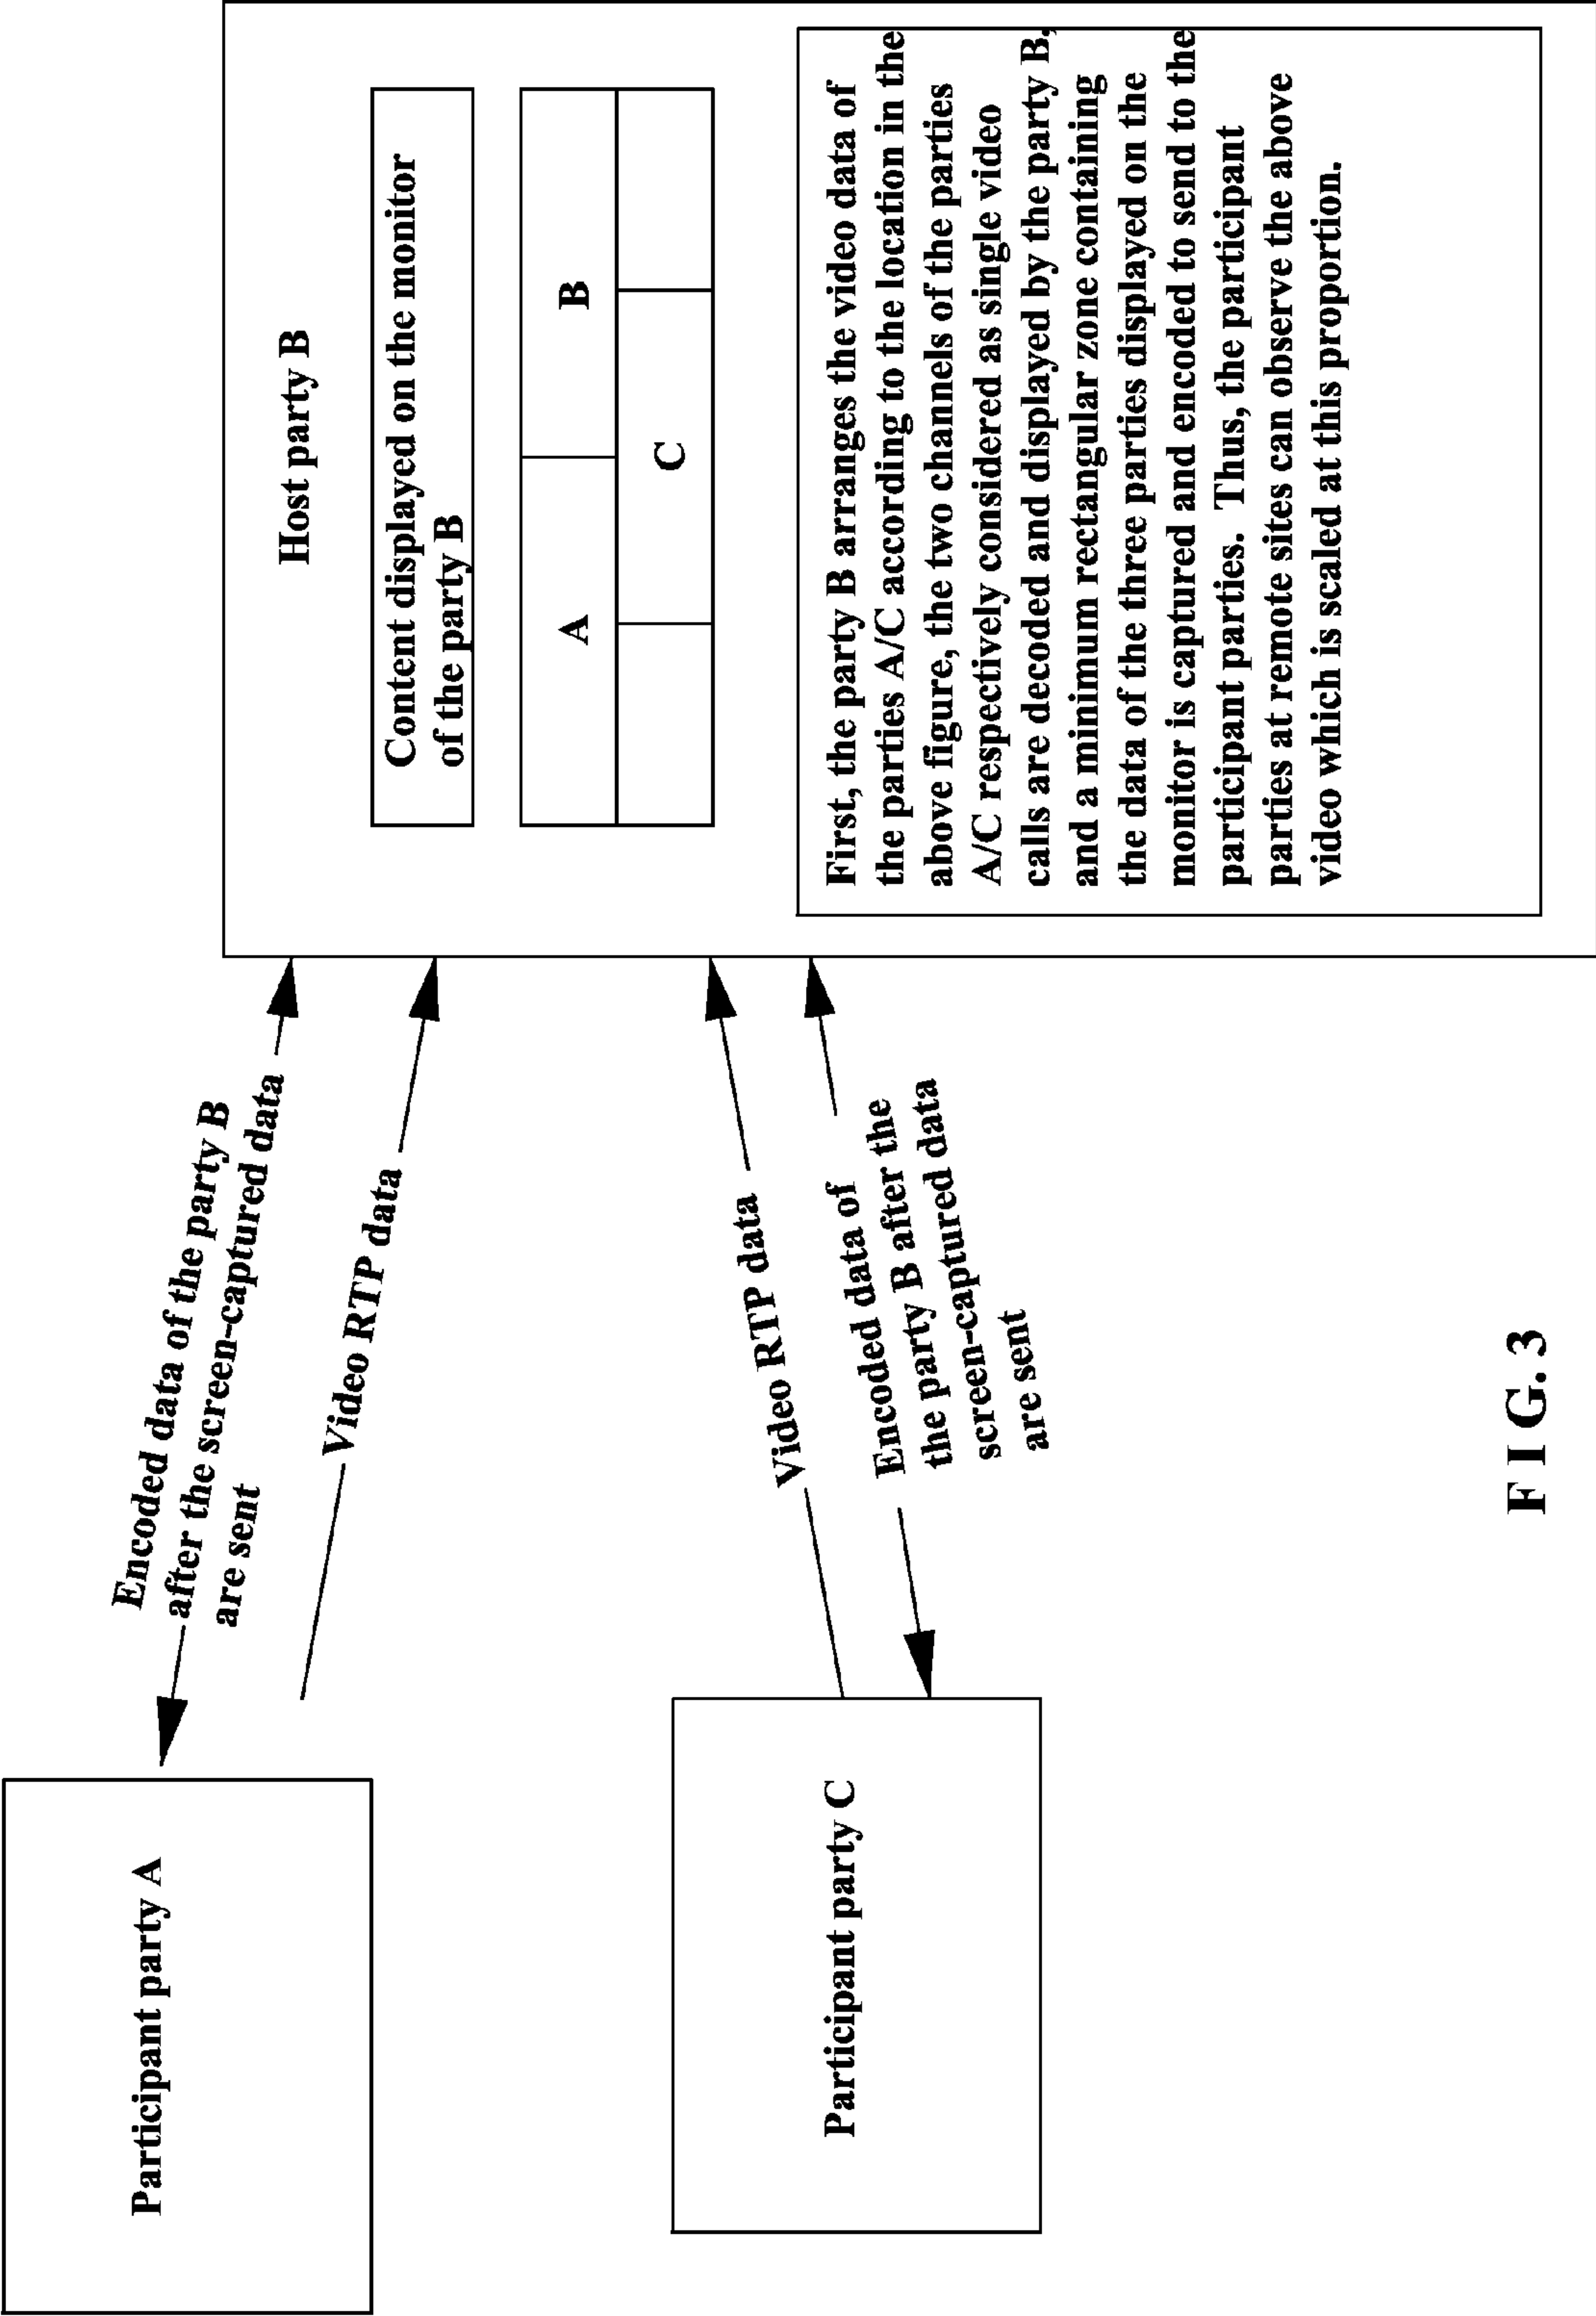 Participant party A
Encoded data of the party B
after the screen-captured data
are sent
Video RTP data
Participant party C
Video RTP data
Encoded data of
the party B after the
screen-captured data
are sent
Host party B
Content displayed on the monitor
of the party B
A
B
C
First, the party B arranges the video data of
the parties A/C according to the location in the
above figure, the two channels of the parties
A/C respectively considered as single video
calls are decoded and displayed by the party B,
and a minimum rectangular zone containing
the data of the three parties displayed on the
monitor is captured and encoded to send to the
participant parties. Thus, the participant
parties at remote sites can observe the above
video which is scaled at this proportion.
FIG. 3